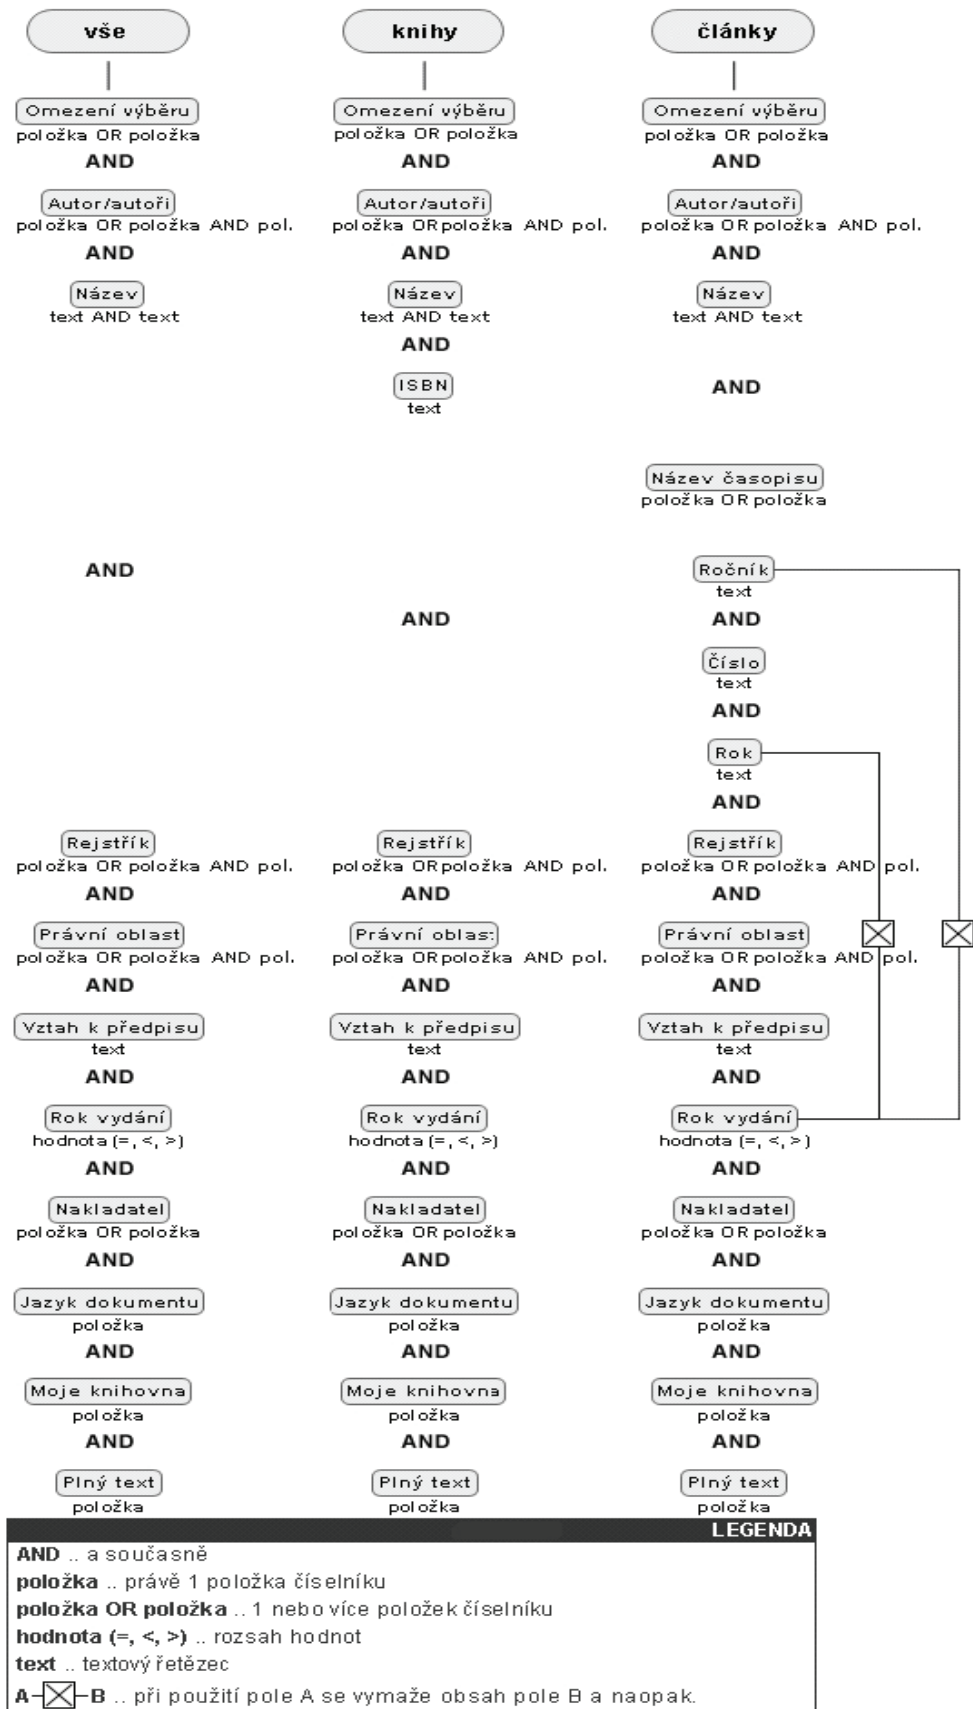 vše knihy články
Omezení výběru Omezení výběru Omezení výběru
položka OR položka položka OR položka položka OR položka
AND AND AND
Autor/autoři Autor/autoři Autor/autoři
položka OR položka AND pol. položka OR položka AND pol. položka OR položka AND pol.
AND AND AND
Název Název Název
text AND text text AND text text AND text
AND
ISBN AND
text
Název časopisu
položka OR položka
AND Ročník
text
AND AND
Číslo
text
AND
Rok
text
AND
Rejstřík Rejstřík Rejstřík
položka OR položka AND pol. položka OR položka AND pol. položka OR položka AND pol.
AND AND AND
Právní oblast Právní oblast Právní oblast
položka OR položka AND pol. položka OR položka AND pol. položka OR položka AND pol.
AND AND AND
Vztah k předpisu Vztah k předpisu Vztah k předpisu
text text text
AND AND AND
Rok vydání Rok vydání Rok vydání
hodnota (=, <, >) hodnota (=, <, >) hodnota (=, <, >)
AND AND AND
Nakladatel Nakladatel Nakladatel
položka OR položka položka OR položka položka OR položka
AND AND AND
Jazyk dokumentu Jazyk dokumentu Jazyk dokumentu
položka položka položka
AND AND AND
Moje knihovna Moje knihovna Moje knihovna
položka položka položka
AND AND AND
Plný text Plný text Plný text
položka položka položka
LEGENDA
AND .. a současně
položka .. právě 1 položka číselníku
položka OR položka .. 1 nebo více položek číselníku
hodnota (=, <, >) .. rozsah hodnot
text .. textový řetězec
A B .. při použití pole A se vymaže obsah pole B a naopak.